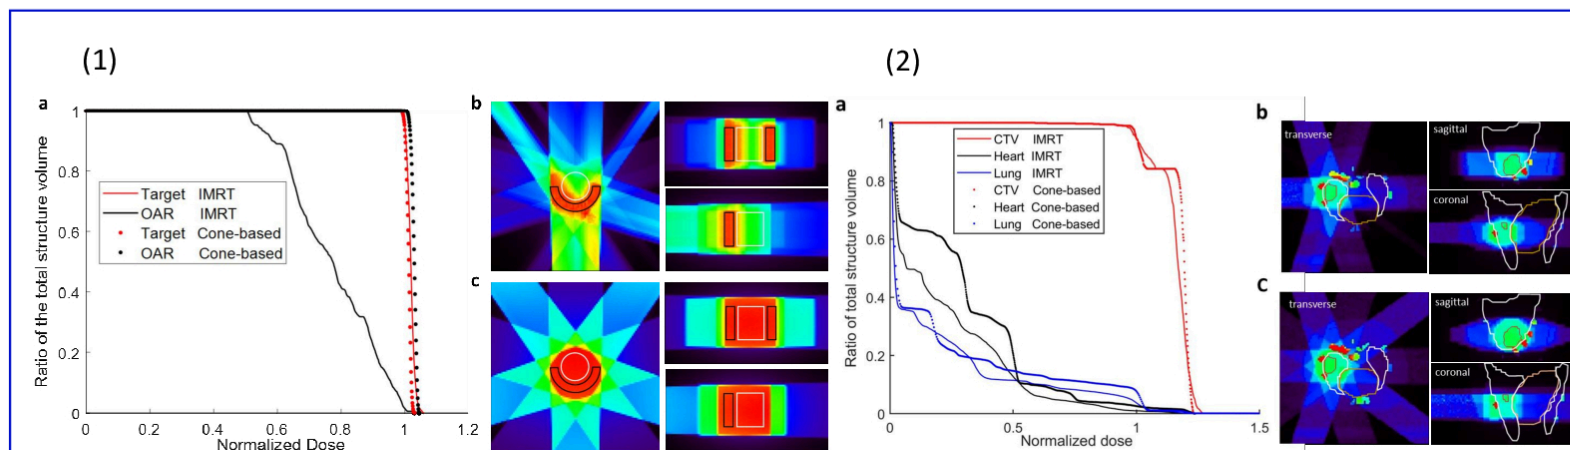 (1)
a
Ratio of the total structure volume
1
0.8
0.6
0.4
0.2
0
0
0.2
0.4
0.6
0.8
1
1.2
Normalized Dose
Target IMRT
OAR IMRT
Target Cone-based
OAR Cone-based
b
c
(2)
a
Ratio of total structure volume
1
0.8
0.6
0.4
0.2
0
0
0.5
1
1.5
Normalized dose
CTV IMRT
Heart IMRT
Lung IMRT
CTV Cone-based
Heart Cone-based
Lung Cone-based
b
transverse
sagittal
coronal
c
transverse
sagittal
coronal